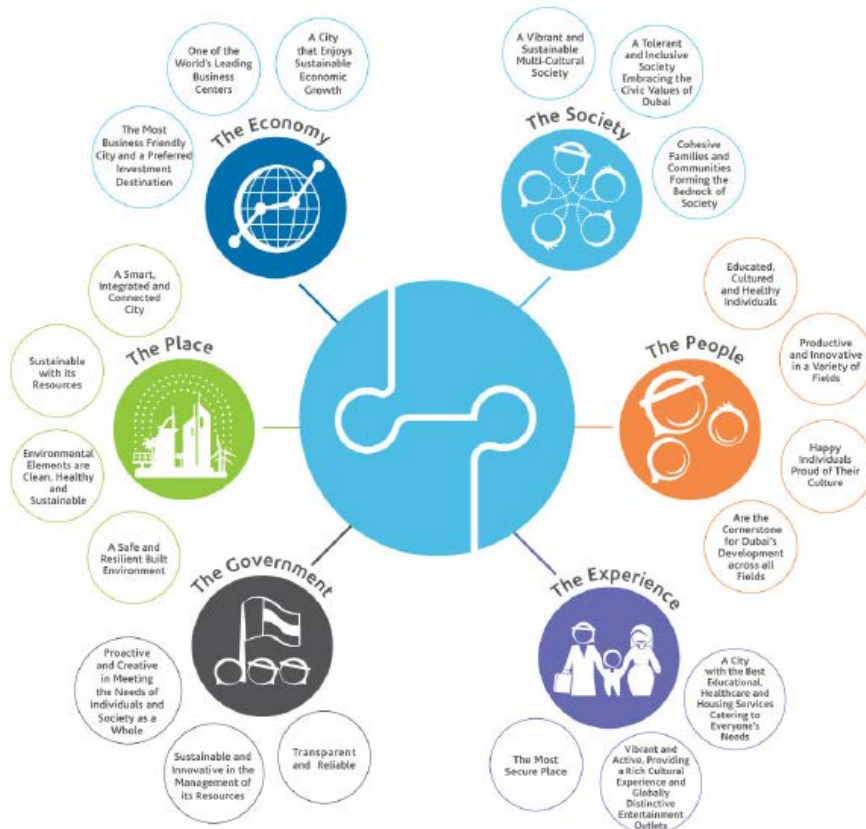 A City
that Enjoys
Sustainable
Economic
Growth
One of the
World's Leading
Business
Centers
The Most
Business Friendly
City and a Preferred
Investment
Destination
The Economy
A Vibrant and
Sustainable
Multi-Cultural
Society
A Tolerant
and Inclusive
Society
Embracing the
Civic Values of
Dubai
Cohesive
Families and
Communities
Forming the
Bedrock of
Society
The Society
A Smart,
Integrated and
Connected
City
Sustainable
with its
Resources
Environmental
Elements are
Clean, Healthy
and
Sustainable
A Safe and
Resilient Built
Environment
The Place
Educated,
Cultured
and Healthy
Individuals
Productive
and Innovative
in a Variety of
Fields
Happy
Individuals
Proud of Their
Culture
Are the
Cornerstone
for Dubai's
Development
across all
Fields
The People
The Government
Proactive
and Creative
in Meeting
the Needs of
Individuals and
Society as a
Whole
Sustainable and
Innovative in the
Management of
its Resources
Transparent
and Reliable
The Experience
A City
with the Best
Educational,
Healthcare and
Housing Services
Catering to
Everyone's
Needs
Vibrant and
Active, Providing
a Rich Cultural
Experience and
Globally
Distinctive
Entertainment
Outlets
The Most
Secure Place